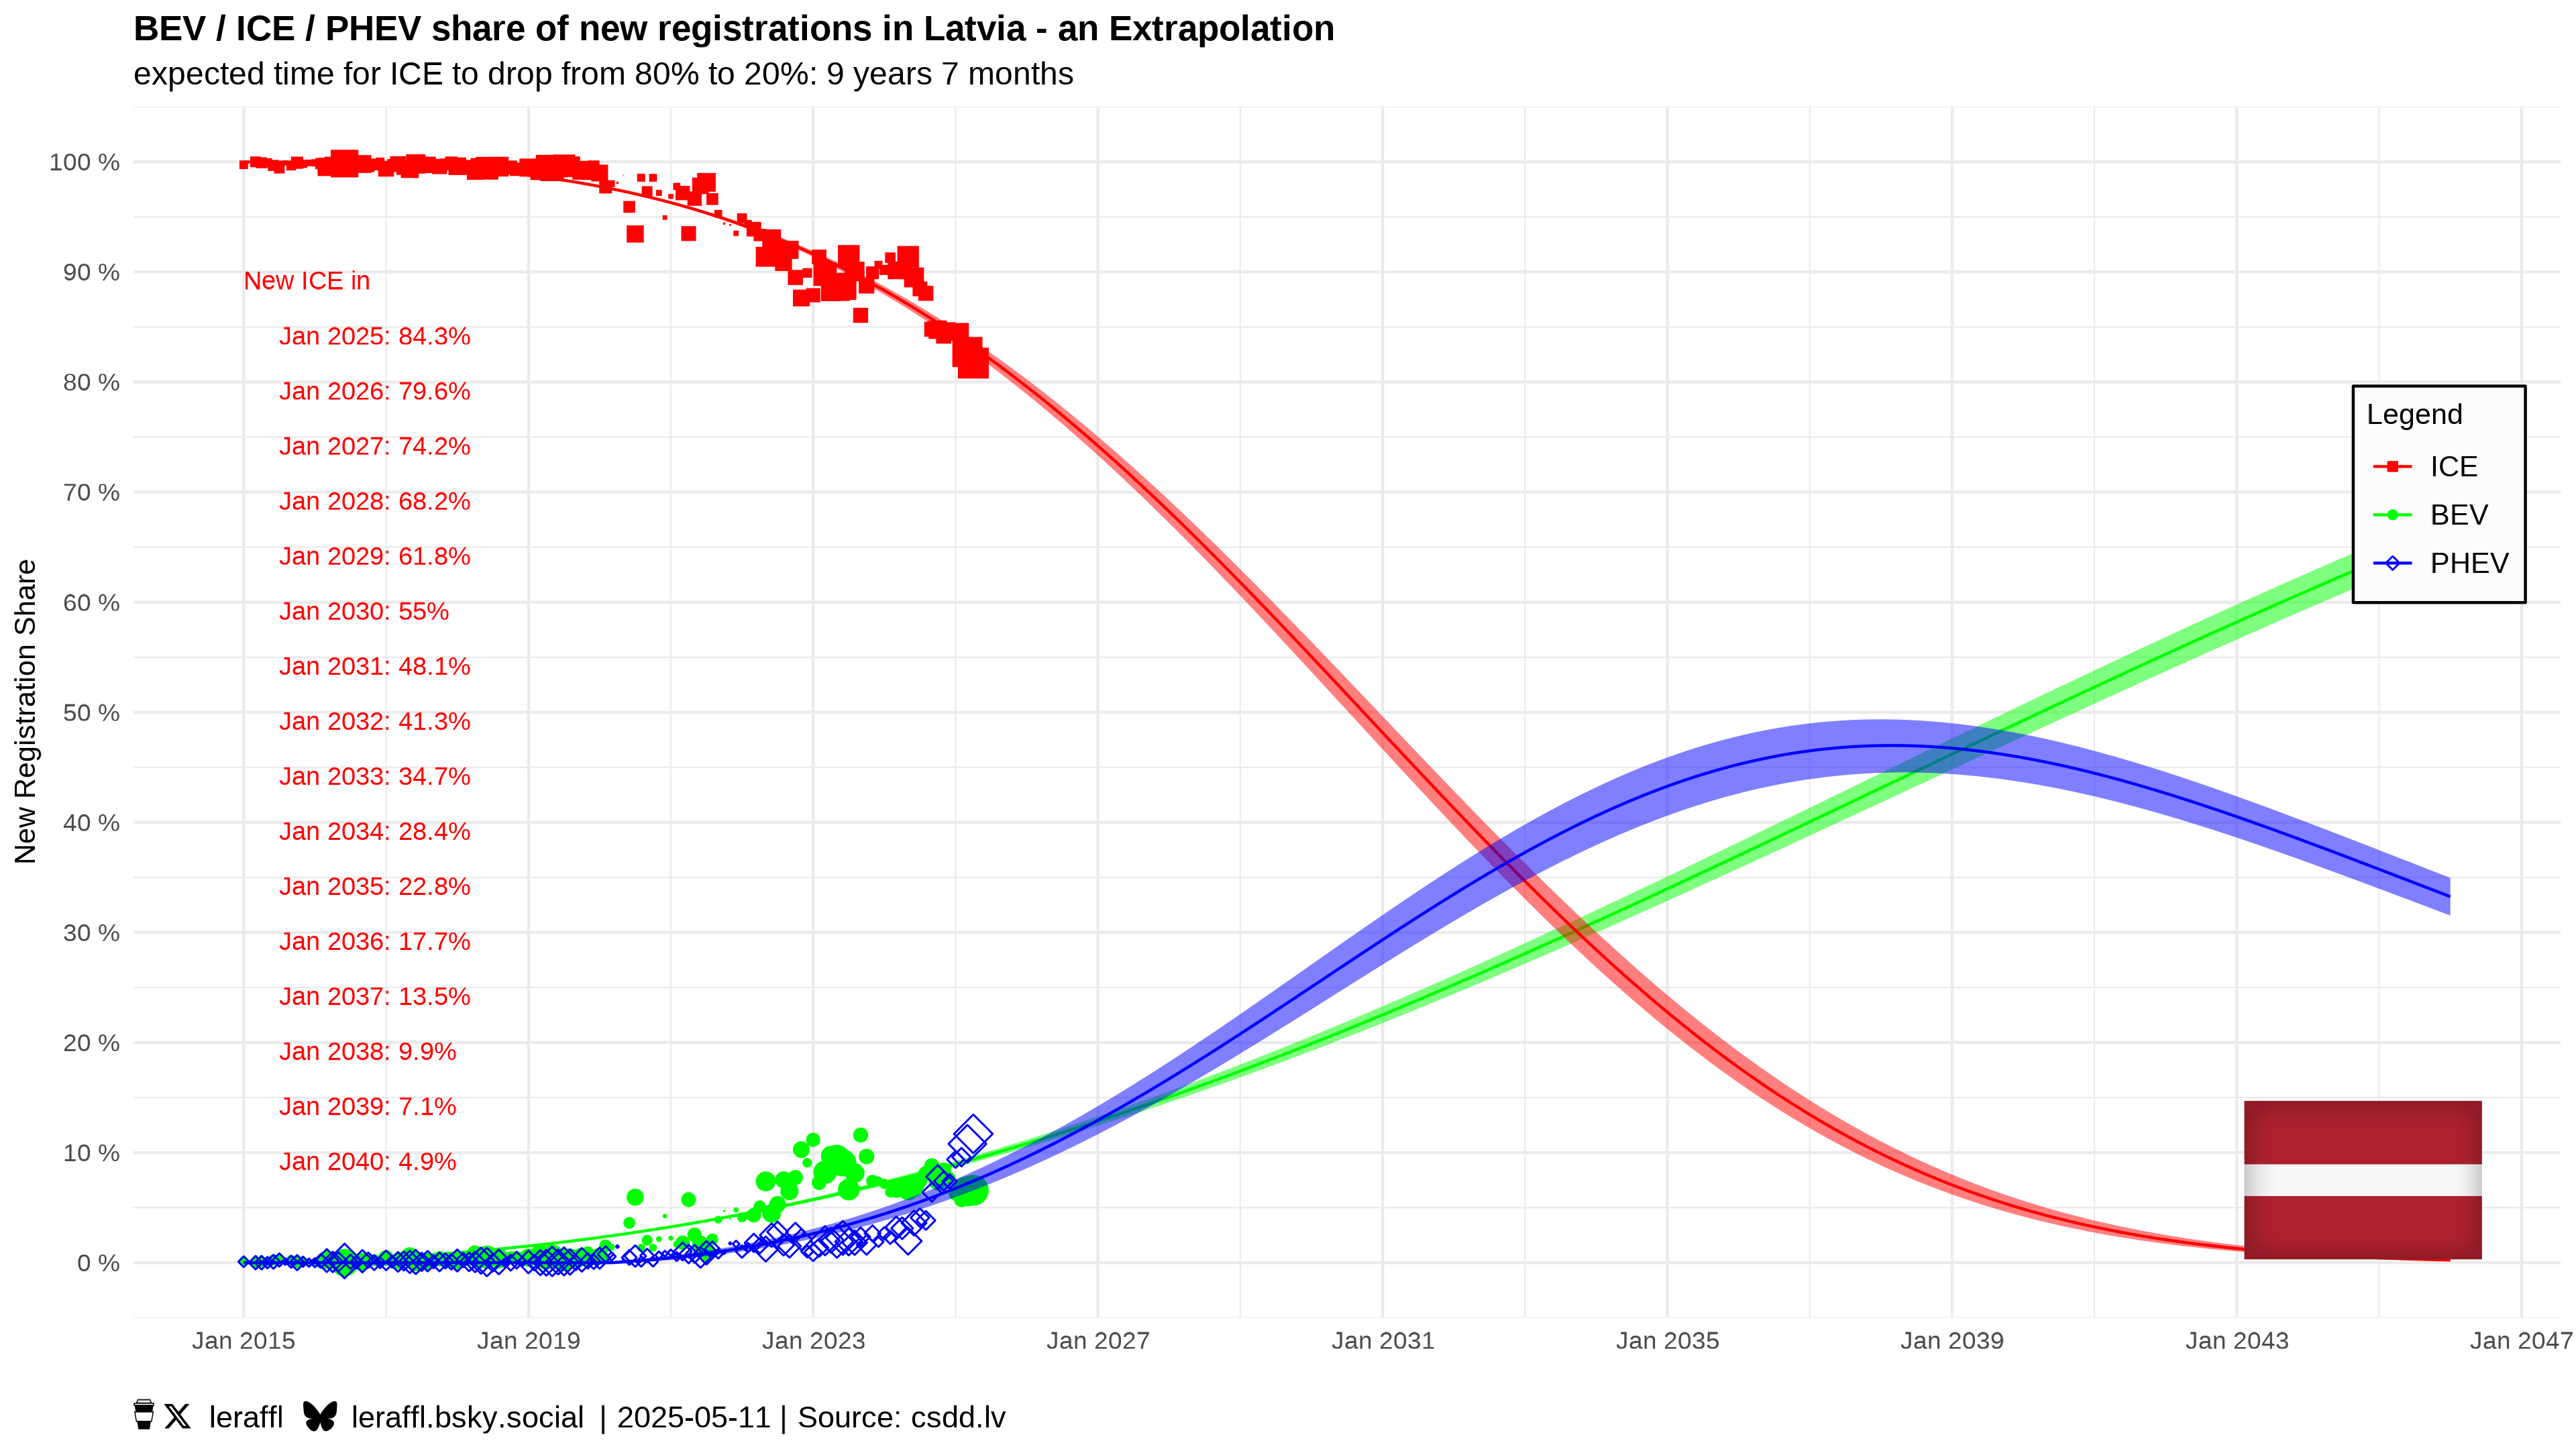 BEV / ICE / PHEV share of new registrations in Latvia - an Extrapolation
expected time for ICE to drop from 80% to 20%: 9 years 7 months
New Registration Share
100 %
90 %
80 %
70 %
60 %
50 %
40 %
30 %
20 %
10 %
0 %
New ICE in
Jan 2025: 84.3%
Jan 2026: 79.6%
Jan 2027: 74.2%
Jan 2028: 68.2%
Jan 2029: 61.8%
Jan 2030: 55%
Jan 2031: 48.1%
Jan 2032: 41.3%
Jan 2033: 34.7%
Jan 2034: 28.4%
Jan 2035: 22.8%
Jan 2036: 17.7%
Jan 2037: 13.5%
Jan 2038: 9.9%
Jan 2039: 7.1%
Jan 2040: 4.9%
Legend
ICE
BEV
PHEV
Jan 2015 Jan 2019 Jan 2023 Jan 2027 Jan 2031 Jan 2035 Jan 2039 Jan 2043 Jan 2047
leraffl leraffl.bsky.social | 2025-05-11 | Source: csdd.lv